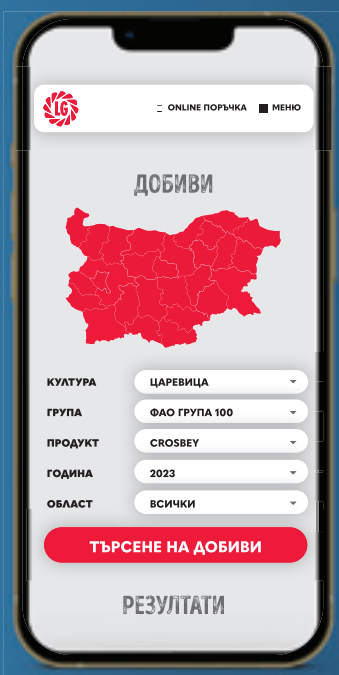 LG
ONLINE ПОРЪЧКА МЕНЮ
ДОБИВИ
КУЛТУРА ЦАРЕВИЦА
ГРУПА ФАО ГРУПА 100
ПРОДУКТ CROSBEY
ГОДИНА 2023
ОБЛАСТ ВСИЧКИ
ТЪРСЕНЕ НА ДОБИВИ
РЕЗУЛТАТИ